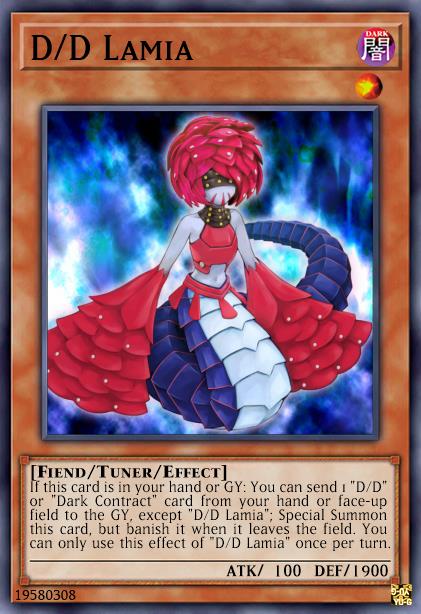 D/D Lamia
DARK
闇
[Fiend/Tuner/Effect]
If this card is in your hand or GY: You can send 1 "D/D"
or "Dark Contract" card from your hand or face-up
field to the GY, except "D/D Lamia"; Special Summon
this card, but banish it when it leaves the field. You
can only use this effect of "D/D Lamia" once per turn.
ATK/ 100 DEF/1900
19580308